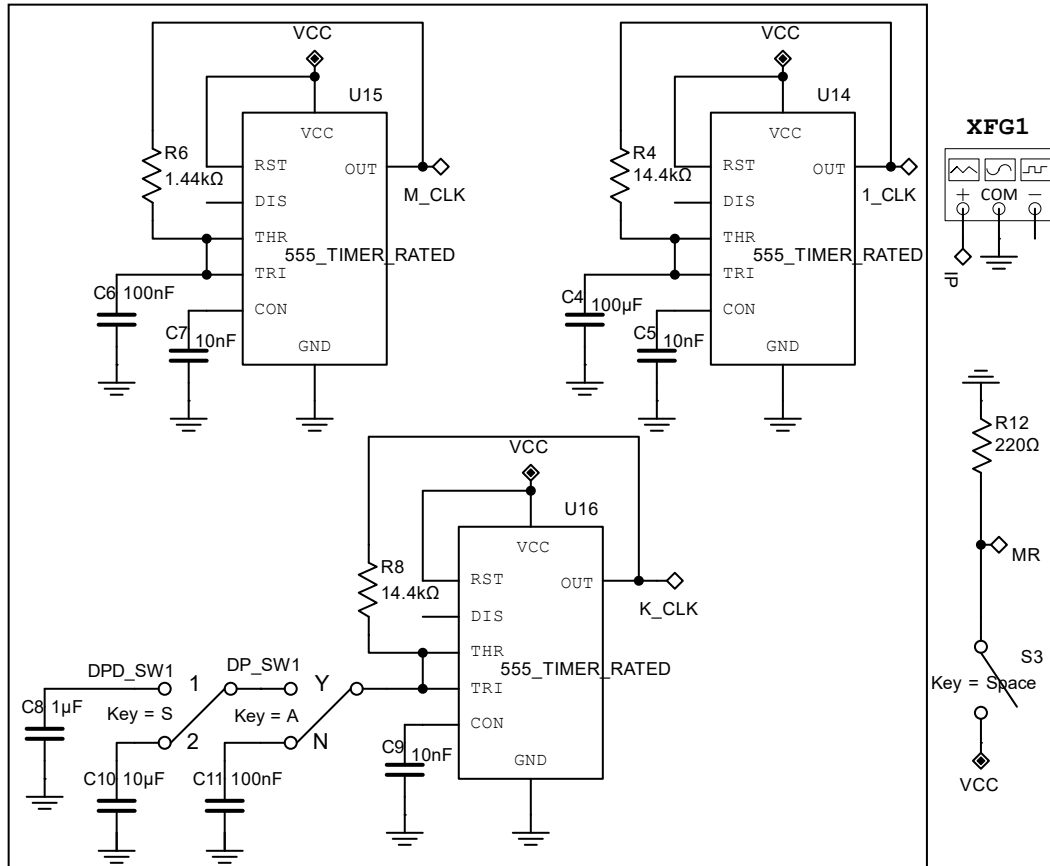 VCC
U15
VCC
R6
1.44kΩ
RST
OUT
M_CLK
DIS
THR
555_TIMER_RATED
TRI
C6 100nF
CON
C7
10nF
GND
VCC
U14
VCC
R4
14.4kΩ
RST
OUT
1_CLK
DIS
THR
555_TIMER_RATED
TRI
C4
100µF
CON
C5
10nF
GND
XFG1
+ COM −
IP
VCC
U16
VCC
R8
14.4kΩ
RST
OUT
K_CLK
DIS
THR
555_TIMER_RATED
TRI
CON
C9
10nF
GND
DPD_SW1
1
Key = S
2
DP_SW1
Y
Key = A
N
C8 1µF
C10 10µF
C11 100nF
R12
220Ω
MR
S3
Key = Space
VCC